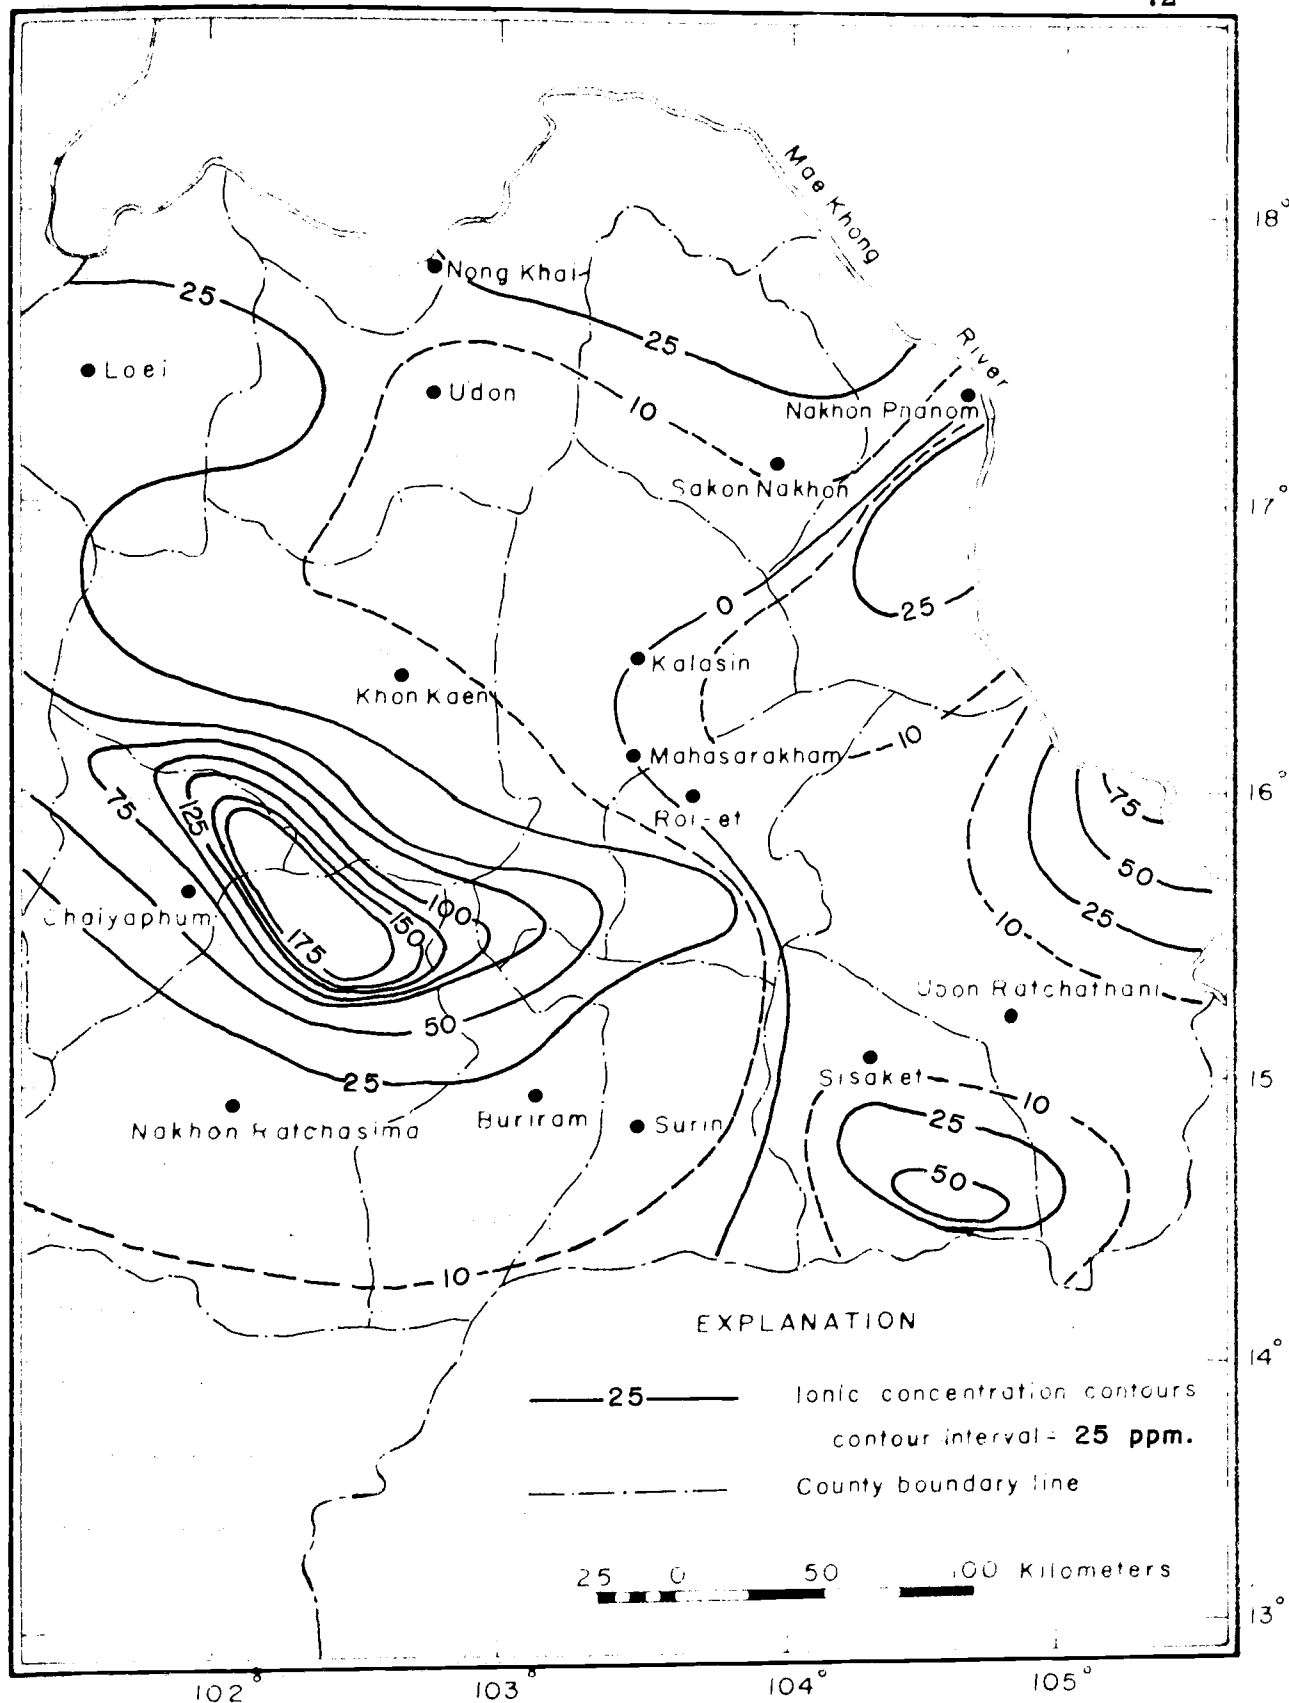 Mae Khong
18°
Nong Khai
25
25
River
Loei
Udon
10
Nakhon Phanom
Sakon Nakhon
17°
0
25
Kalasin
Khon Kaen
10
Mahasarakham
75
125
75
16°
Roi-et
50
Chaiyaphum
100
150
25
175
10
50
Ubon Ratchathani
25
Sisaket
10
15°
Nakhon Ratchasima
Buriram
Surin
25
50
10
EXPLANATION
14°
25 Ionic concentration contours
contour interval = 25 ppm.
County boundary line
25 0 50 100 Kilometers
13°
102° 103° 104° 105°